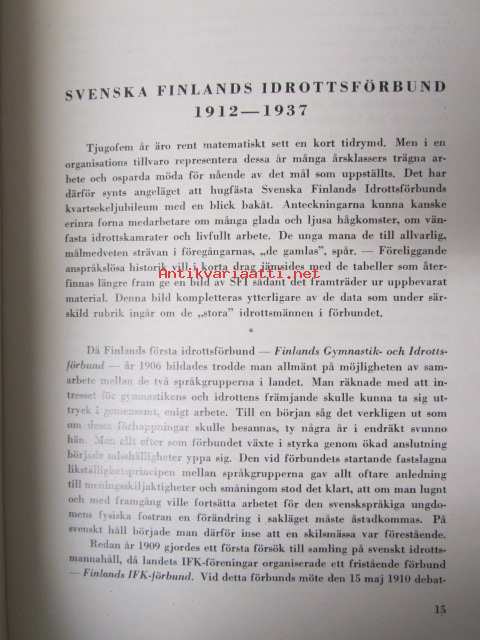 SVENSKA FINLANDS IDROTTSFÖRBUND
1912—1937
Tjugofem år äro rent matematiskt sett en kort tidrymd. Men i en
organisations tillvaro representera dessa år många årsklassers trägna ar-
bete och osparda möda för nående av det mål som uppställts. Det har
därför synts angeläget att hugfästa Svenska Finlands Idrottsförbunds
kvartsekeljubileum med en blick bakåt. Anteckningarna kunna kanske
erinra forna medarbetare om många glada och ljusa hågkomster, om vän-
fasta idrottskamrater och livfullt arbete. De unga mana de till allvarlig,
målmedveten strävan i föregångarnas, „de gamlas", spår. — Föreliggande
anspråkslösa historik vill i korta drag jämsides med de tabeller som åter-
finnas längre fram ge en bild av SFI sådant det framträder ur uppbevarat
material. Denna bild kompletteras ytterligare av de data som under sär-
skild rubrik ingår om de „stora" idrottsmännen i förbundet.
*
Antikvariaatti.net
Då Finlands första idrottsförbund — Finlands Gymnastik- och Idrotts-
förbund — år 1906 bildades trodde man allmänt på möjligheten av sam-
arbete mellan de två språkgrupperna i landet. Man räknade med att in-
tresset för gymnastikens och idrottens främjande skulle kunna ta sig ut-
tryck i gemensamt, enigt arbete. Till en början såg det verkligen ut som
om dessa förhoppningar skulle besannas, ty några år i endräkt svunno
hän. Men allt efter som förbundet växte i styrka genom ökad anslutning
började misshälligheter yppa sig. Den vid förbundets startande fastslagna
likställighetsprincipen mellan språkgrupperna gav allt oftare anledning
till meningsskiljaktigheter och småningom stod det klart, att om man lugnt
och med framgång ville fortsätta arbetet för den svenskspråkiga ungdo-
mens fysiska fostran en förändring i sakläget måste åstadkommas. På
svenskt håll började man därför inse att en skilsmässa var förestående.
Redan år 1909 gjordes ett första försök till samling på svenskt idrotts-
mannahåll, då landets IFK-föreningar organiserade ett fristående förbund
— Finlands IFK-förbund. Vid detta förbunds möte den 15 maj 1910 debat-
15